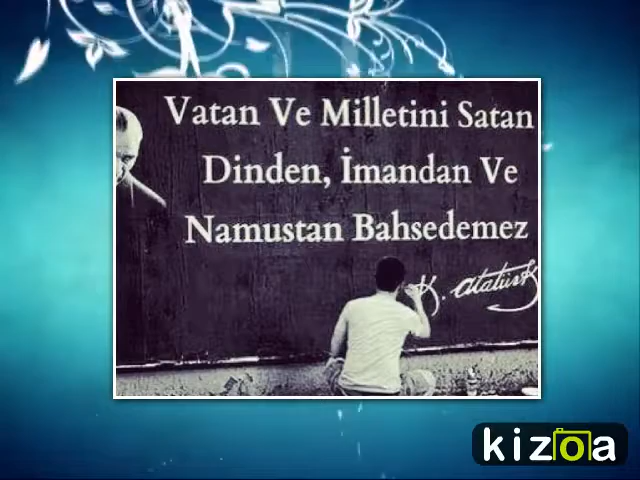 Vatan Ve Milletini Satan
Dinden, İmandan Ve
Namustan Bahsedemez
K. Atatürk
kizoa